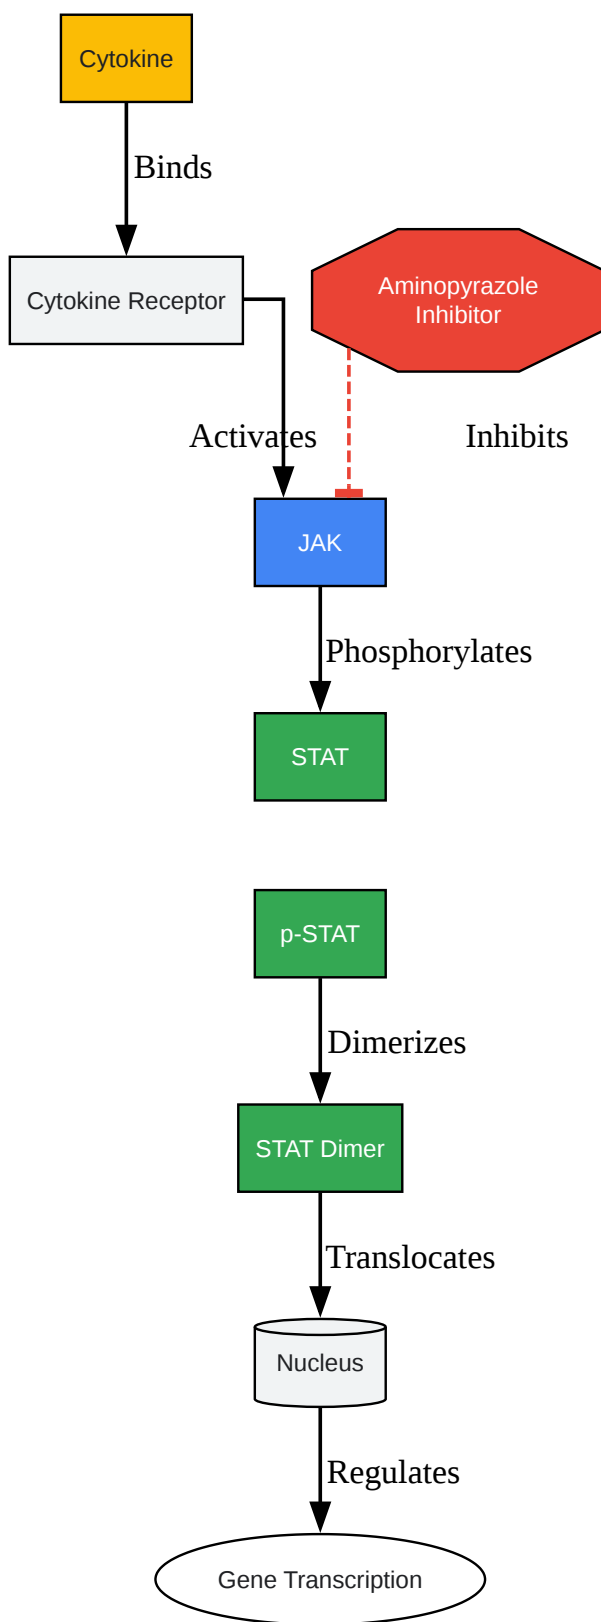 Cytokine
Binds
Cytokine Receptor
Aminopyrazole
Inhibitor
Activates
Inhibits
JAK
Phosphorylates
STAT
p-STAT
Dimerizes
STAT Dimer
Translocates
Nucleus
Regulates
Gene Transcription